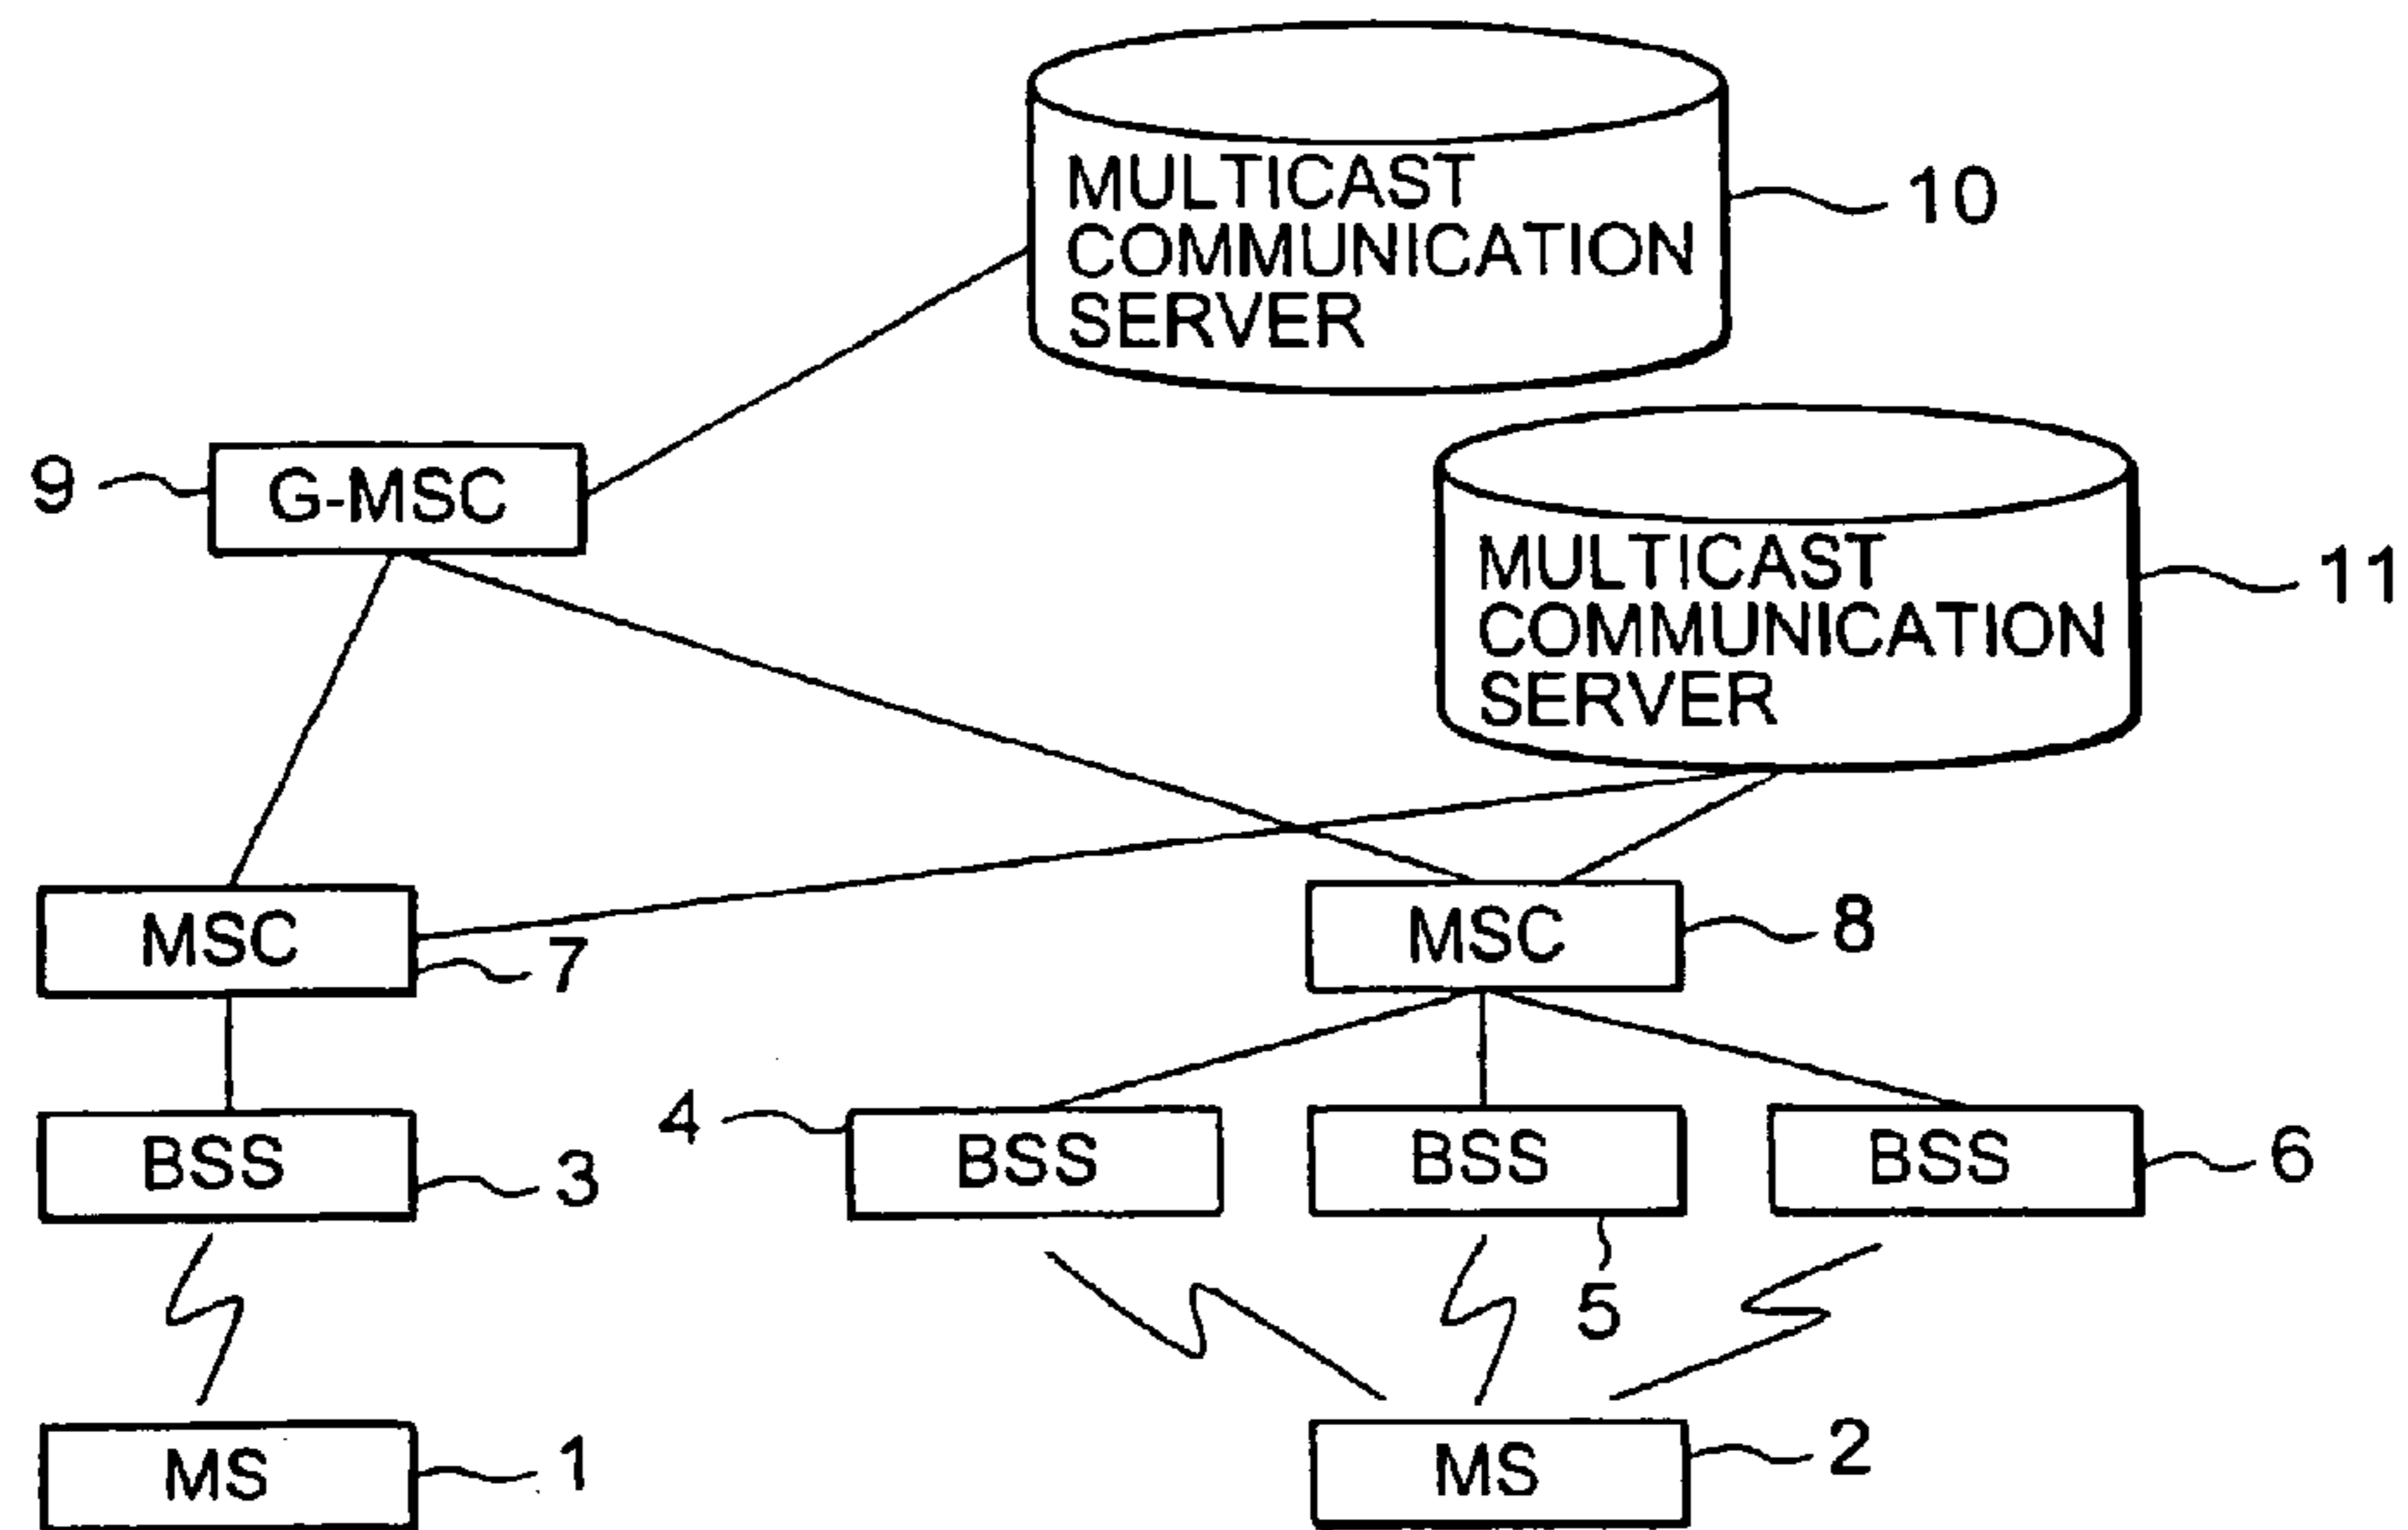 MULTICAST
COMMUNICATION
SERVER
10
9
G-MSC
MULTICAST
COMMUNICATION
SERVER
11
MSC
7
MSC
8
BSS
3
4
BSS
BSS
5
BSS
6
MS
1
MS
2